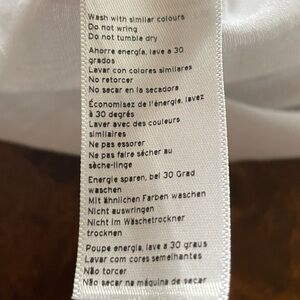 Wash with similar colours
Do not wring
Do not tumble dry
Ahorre energía, lave a 30
grados
Lavar con colores similares
No retorcer
No secar en la secadora
Économisez de l'énergie, lavez
à 30 degrés
Laver avec des couleurs
similaires
Ne pas essorer
Ne pas faire sécher au
sèche-linge
Energie sparen, bei 30 Grad
waschen
Mit ähnlichen Farben waschen
Nicht auswringen
Nicht im Wäschetrockner
trocknen
Poupe energia, lave a 30 graus
Lavar com cores semelhantes
Não torcer
Não secar na máquina de secar